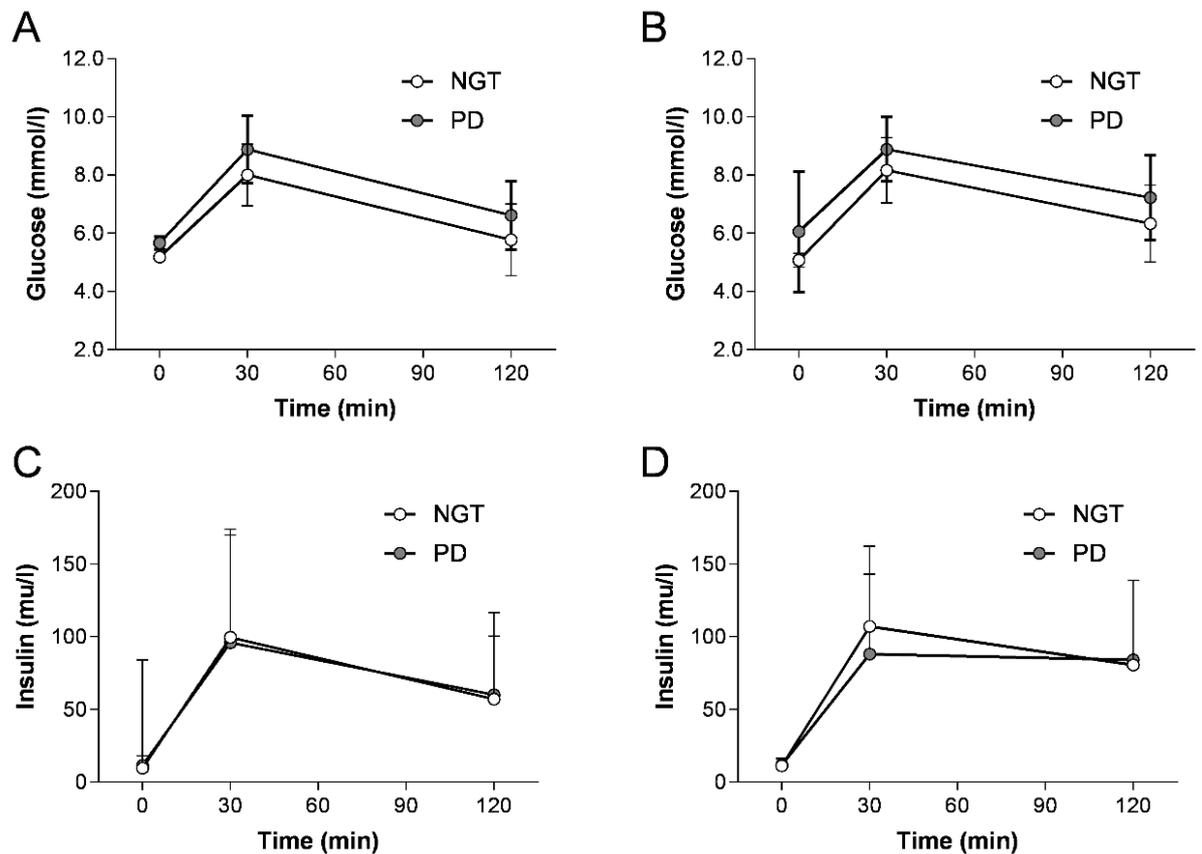 A
12.0
10.0
8.0
6.0
4.0
2.0
Glucose (mmol/l)
NGT
PD
0 30 60 90 120
Time (min)
B
12.0
10.0
8.0
6.0
4.0
2.0
Glucose (mmol/l)
NGT
PD
0 30 60 90 120
Time (min)
C
200
150
100
50
0
Insulin (mu/l)
NGT
PD
0 30 60 90 120
Time (min)
D
200
150
100
50
0
Insulin (mu/l)
NGT
PD
0 30 60 90 120
Time (min)